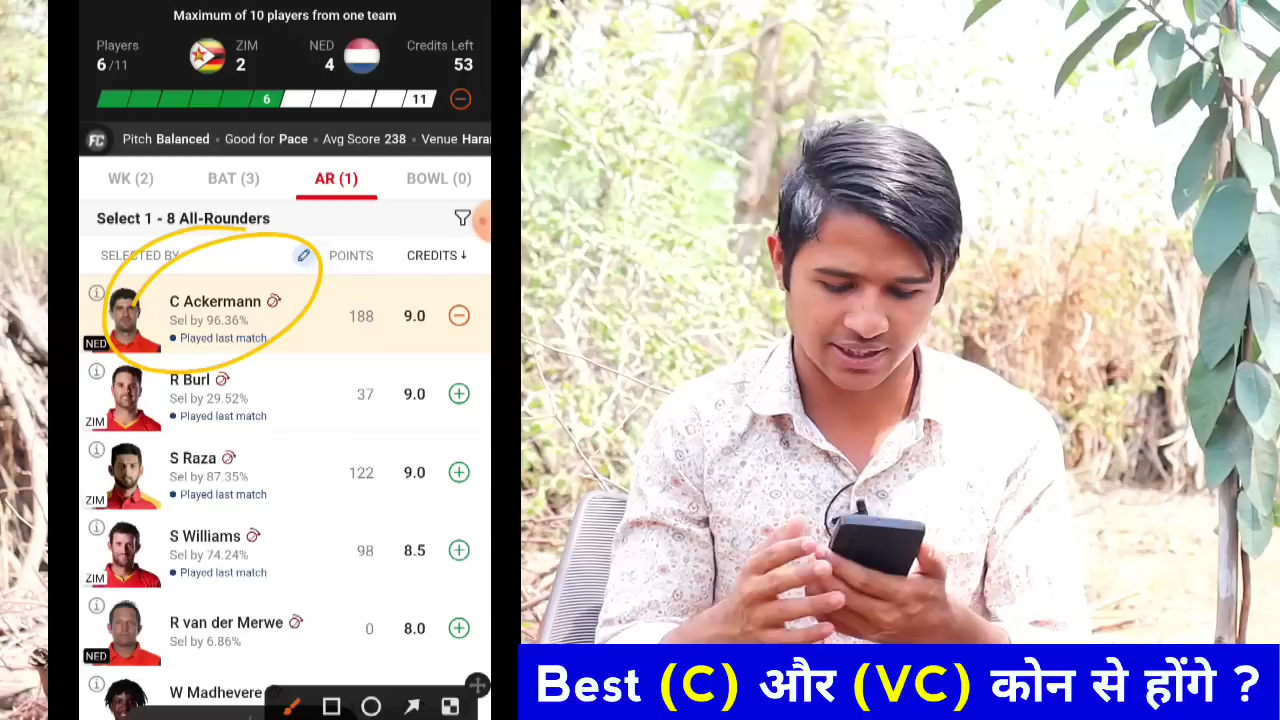 Maximum of 10 players from one team
Players ZIM NED Credits Left
6/11 2 4 53
6 11
FC Pitch Balanced Good for Pace Avg Score 238 Venue Harar
WK (2) BAT (3) AR (1) BOWL (0)
Select 1 - 8 All-Rounders
SELECTED BY POINTS CREDITS ↓
C Ackermann
Sel by 96.36% 188 9.0
Played last match
NED
R Burl
Sel by 29.52% 37 9.0
Played last match
ZIM
S Raza
Sel by 87.35% 122 9.0
Played last match
ZIM
S Williams
Sel by 74.24% 98 8.5
Played last match
ZIM
R van der Merwe
Sel by 6.86% 0 8.0
NED
W Madhevere
Best (C) और (VC) कोन से होंगे ?